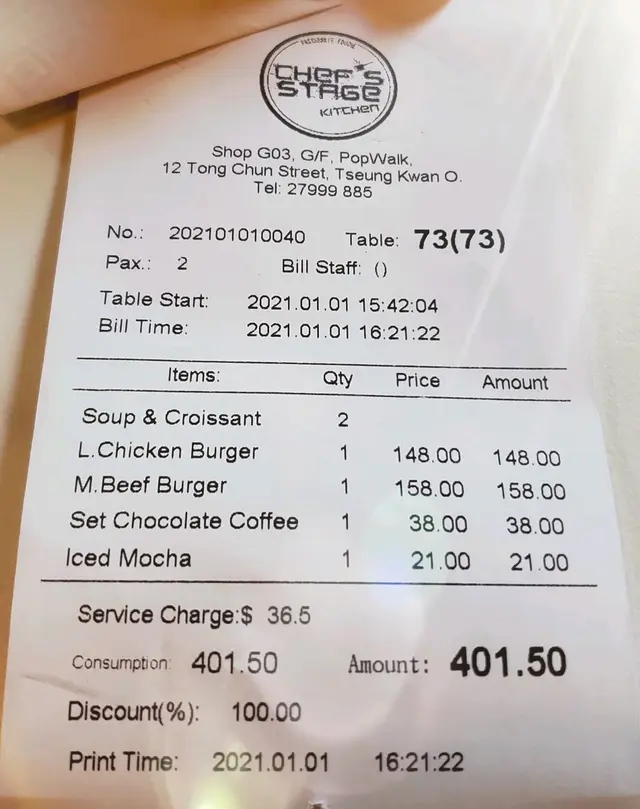 CHEF'S
STAGE
KITCHEN
Shop G03, G/F, PopWalk,
12 Tong Chun Street, Tseung Kwan O.
Tel: 27999 885
No.: 202101010040 Table: 73(73)
Pax.: 2 Bill Staff: ()
Table Start: 2021.01.01 15:42:04
Bill Time: 2021.01.01 16:21:22
Items: Qty Price Amount
Soup & Croissant 2
L.Chicken Burger 1 148.00 148.00
M.Beef Burger 1 158.00 158.00
Set Chocolate Coffee 1 38.00 38.00
Iced Mocha 1 21.00 21.00
Service Charge:$ 36.5
Consumption: 401.50 Amount: 401.50
Discount(%): 100.00
Print Time: 2021.01.01 16:21:22